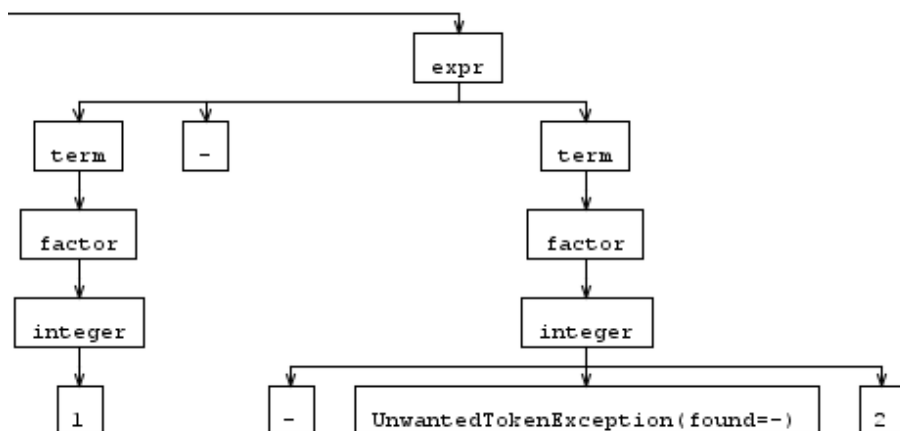 expr
term - term
factor factor
integer integer
1 - UnwantedTokenException(found=-) 2